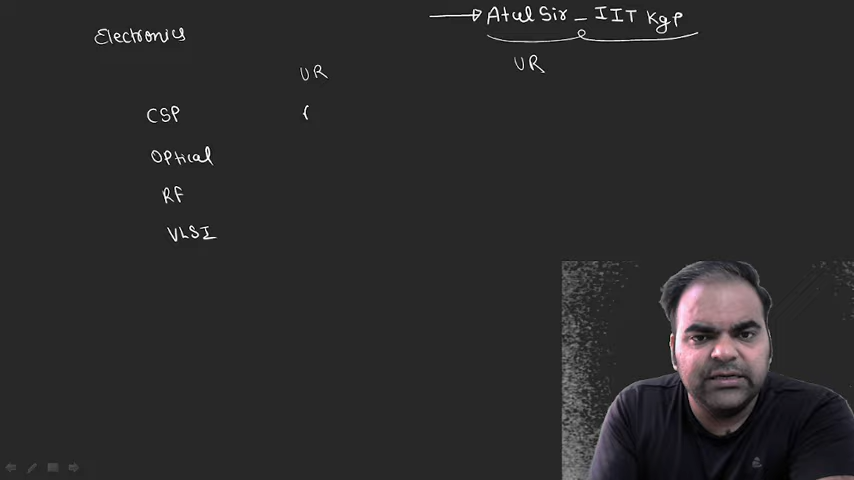 → Atul Sir _ IIT Kgp
Electronics
UR UR
CSP
Optical
RF
VLSI